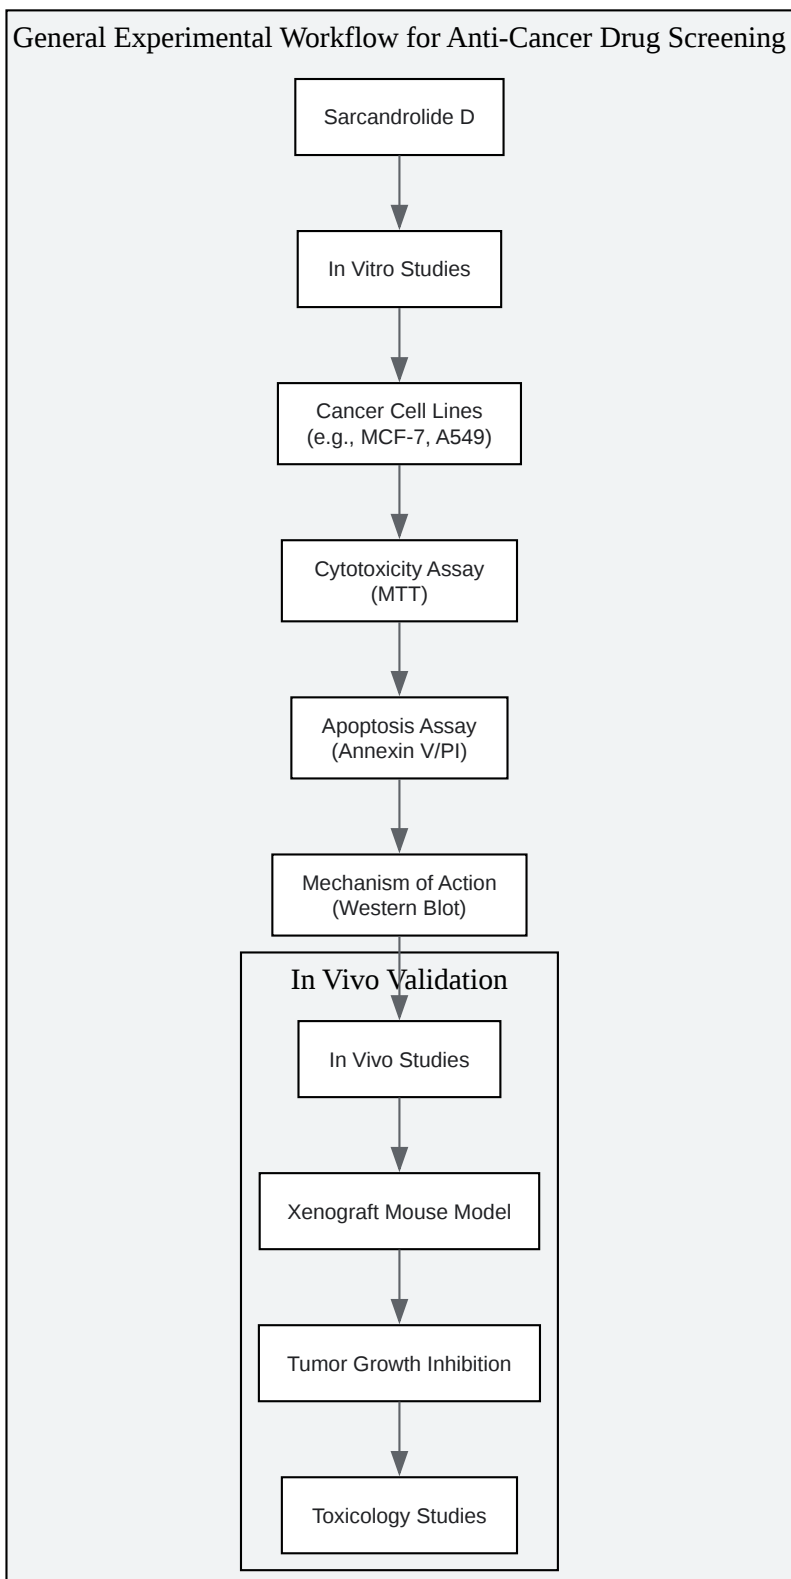 General Experimental Workflow for Anti-Cancer Drug Screening
Sarcandrolide D
In Vitro Studies
Cancer Cell Lines
(e.g., MCF-7, A549)
Cytotoxicity Assay
(MTT)
Apoptosis Assay
(Annexin V/PI)
Mechanism of Action
(Western Blot)
In Vivo Validation
In Vivo Studies
Xenograft Mouse Model
Tumor Growth Inhibition
Toxicology Studies